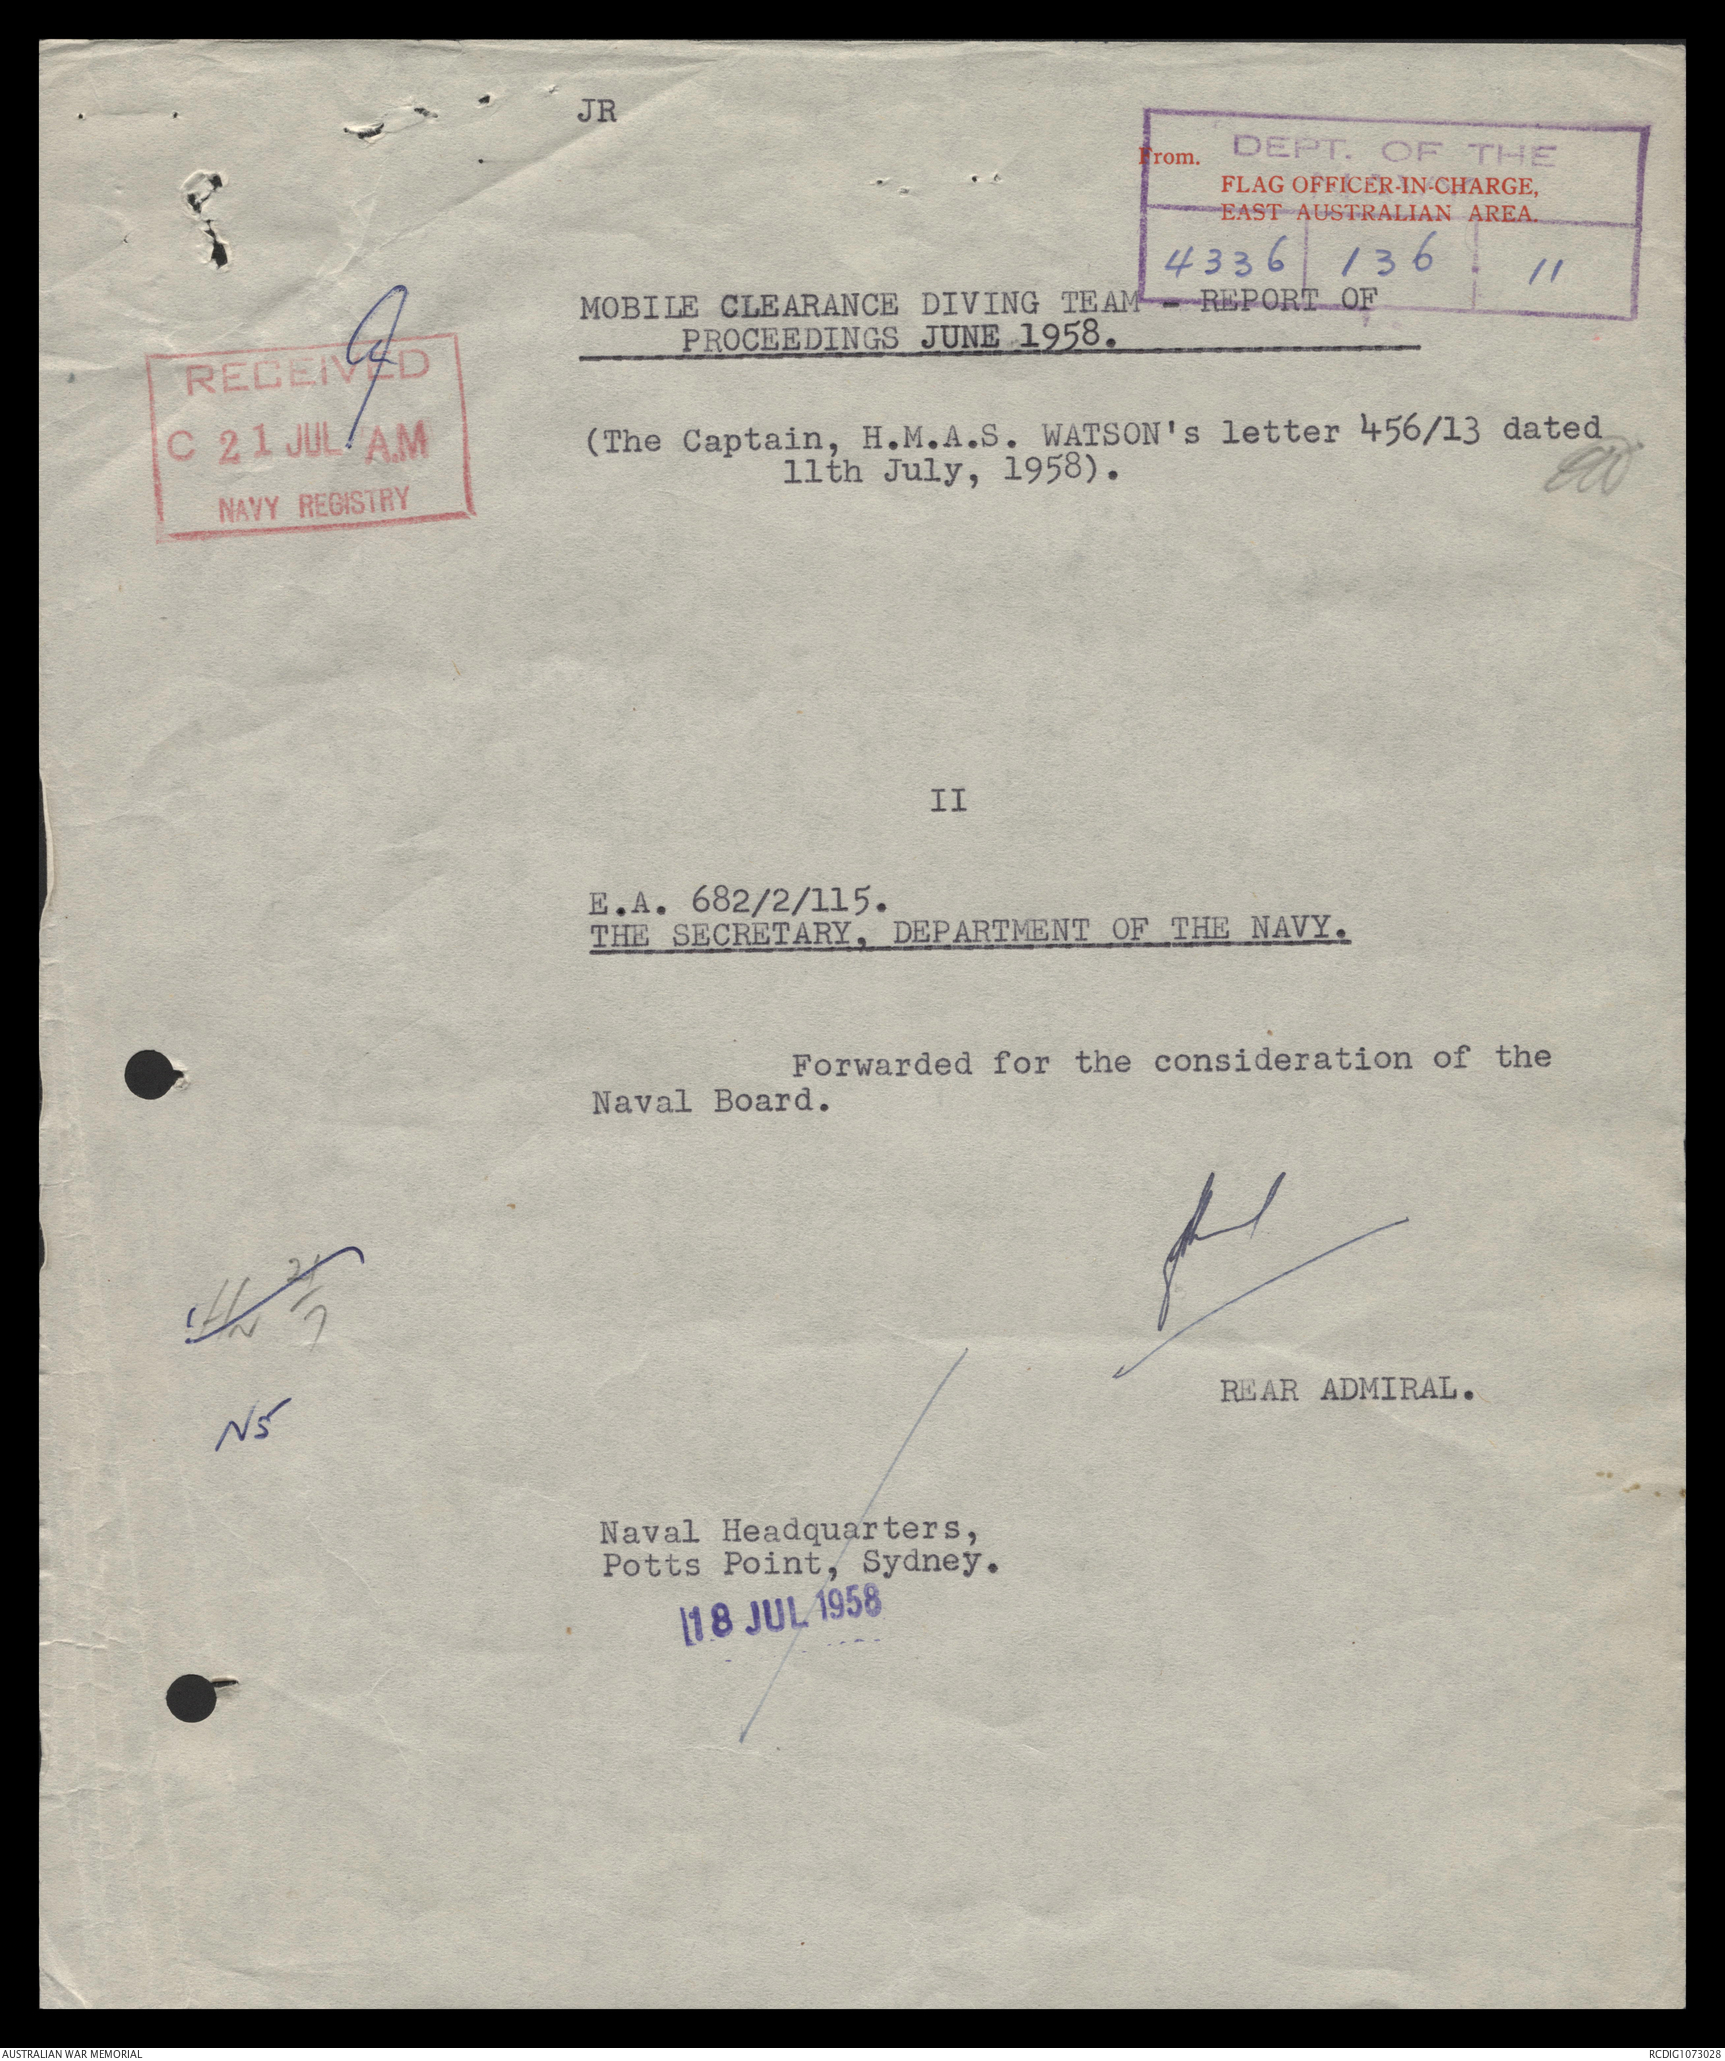 JR
From.
DEPT. OF THE
FLAG OFFICER-IN-CHARGE,
EAST AUSTRALIAN AREA.
4336 136 11
MOBILE CLEARANCE DIVING TEAM - REPORT OF
PROCEEDINGS JUNE 1958.
RECEIVED
C 21 JUL A.M
NAVY REGISTRY
(The Captain, H.M.A.S. WATSON's letter 456/13 dated
11th July, 1958).
II
E.A. 682/2/115.
THE SECRETARY, DEPARTMENT OF THE NAVY.
Forwarded for the consideration of the
Naval Board.
21/7
REAR ADMIRAL.
N5
Naval Headquarters,
Potts Point, Sydney.
18 JUL 1958
AUSTRALIAN WAR MEMORIAL
RCDIG1073028